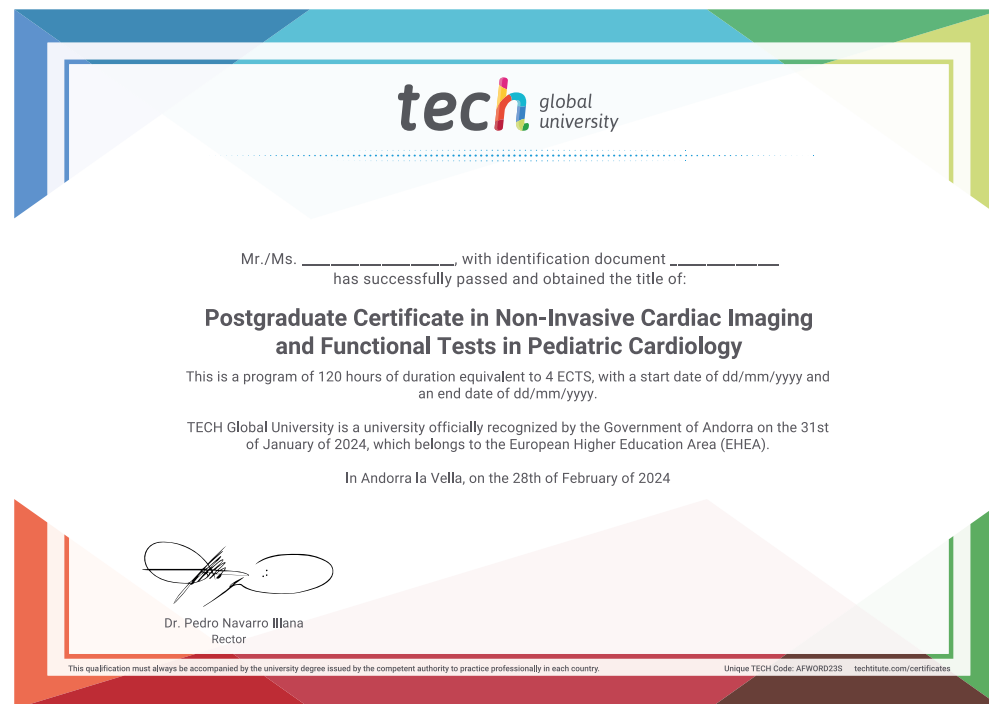 tech global
university
Mr./Ms. ___________________, with identification document ______________
has successfully passed and obtained the title of:
Postgraduate Certificate in Non-Invasive Cardiac Imaging
and Functional Tests in Pediatric Cardiology
This is a program of 120 hours of duration equivalent to 4 ECTS, with a start date of dd/mm/yyyy and
an end date of dd/mm/yyyy.
TECH Global University is a university officially recognized by the Government of Andorra on the 31st
of January of 2024, which belongs to the European Higher Education Area (EHEA).
In Andorra la Vella, on the 28th of February of 2024
Dr. Pedro Navarro Illana
Rector
This qualification must always be accompanied by the university degree issued by the competent authority to practice professionally in each country. Unique TECH Code: AFWORD23S techtitute.com/certificates